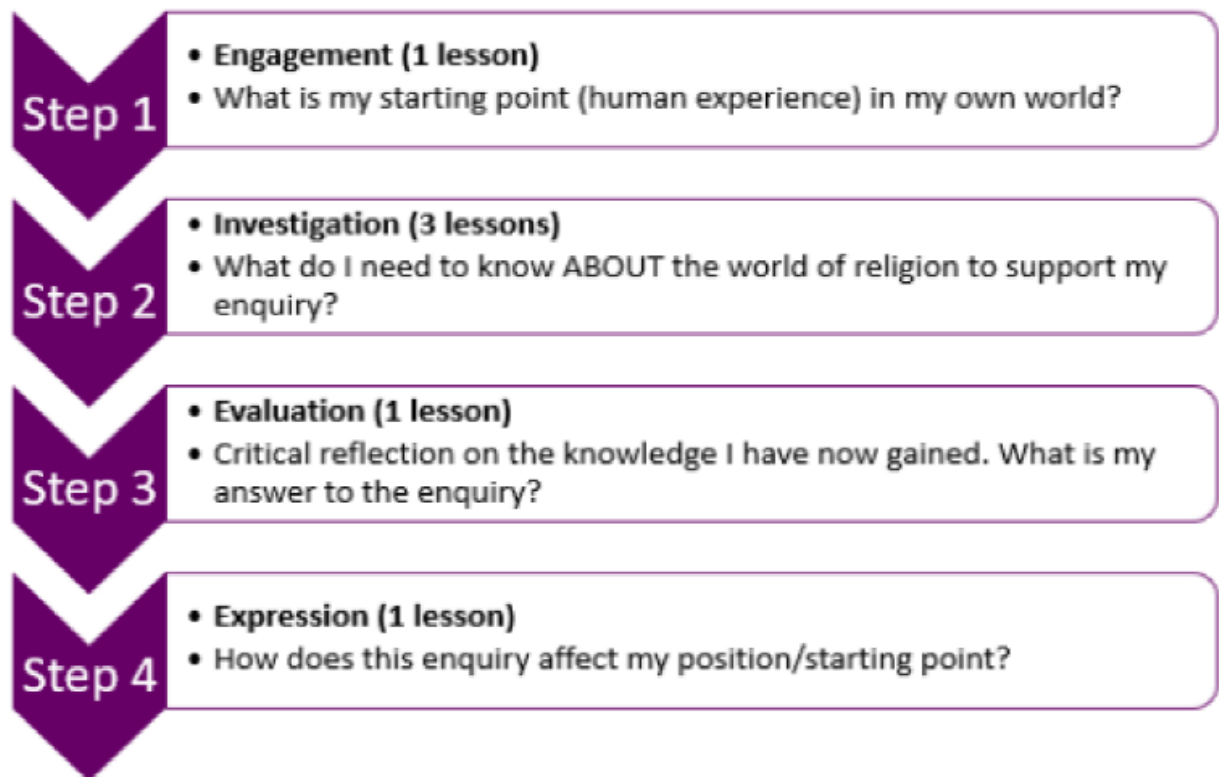 Step 1
• Engagement (1 lesson)
• What is my starting point (human experience) in my own world?
Step 2
• Investigation (3 lessons)
• What do I need to know ABOUT the world of religion to support my
enquiry?
Step 3
• Evaluation (1 lesson)
• Critical reflection on the knowledge I have now gained. What is my
answer to the enquiry?
Step 4
• Expression (1 lesson)
• How does this enquiry affect my position/starting point?